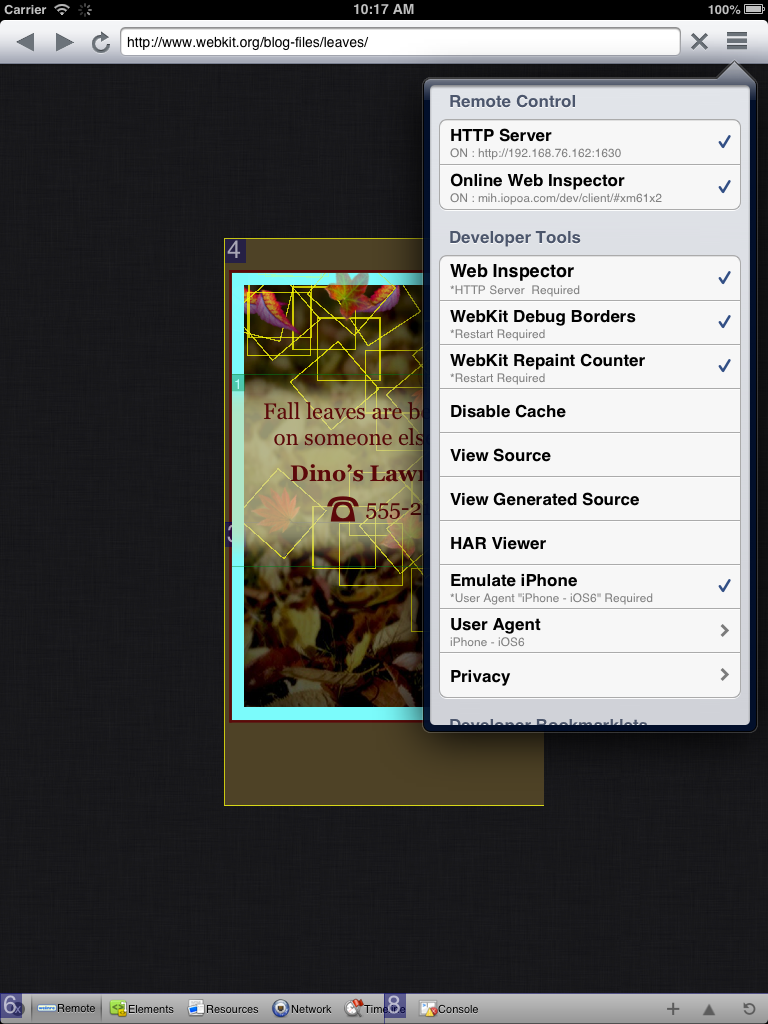 Carrier 10:17 AM 100%
http://www.webkit.org/blog-files/leaves/
Remote Control
HTTP Server
ON : http://192.168.76.162:1630
Online Web Inspector
ON : mih.iopoa.com/dev/client/#xm61x2
Developer Tools
Web Inspector
*HTTP Server Required
WebKit Debug Borders
*Restart Required
WebKit Repaint Counter
*Restart Required
Disable Cache
View Source
View Generated Source
HAR Viewer
Emulate iPhone
*User Agent "iPhone - iOS6" Required
User Agent
iPhone - iOS6
Privacy
Developer Bookmarklets
4
1
Fall leaves are be
on someone els
Dino's Lawn
555-2
3
6 Remote Elements Resources Network Timeline 8 Console